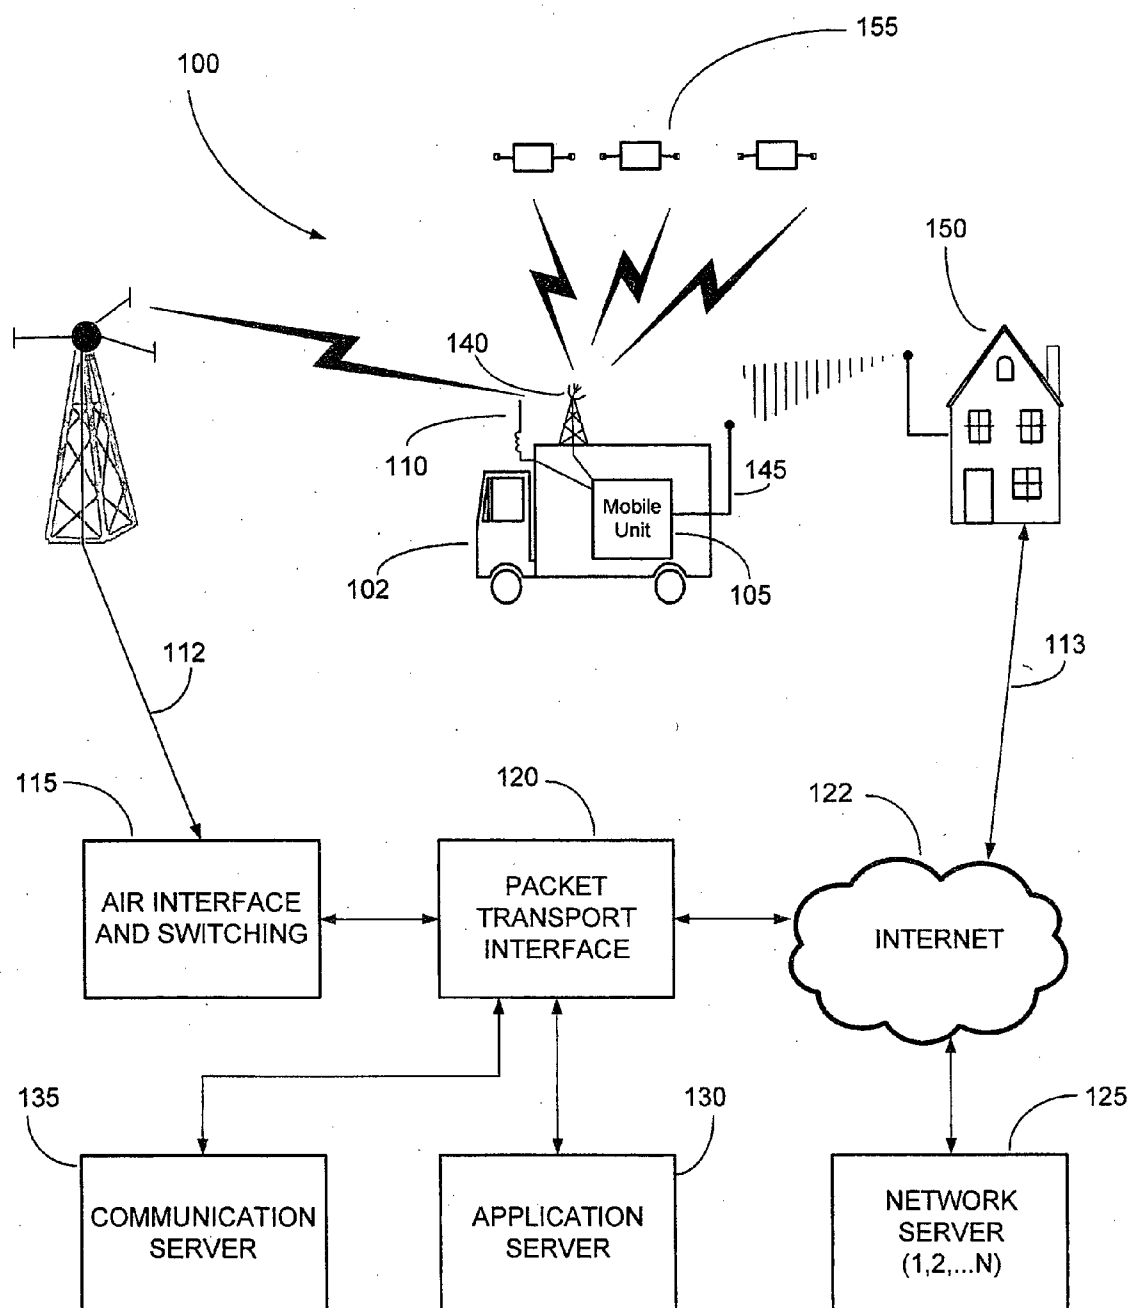 155
100
150
140
110
145
Mobile
Unit
102
105
112
113
115
120
122
AIR INTERFACE
AND SWITCHING
PACKET
TRANSPORT
INTERFACE
INTERNET
135
130
125
COMMUNICATION
SERVER
APPLICATION
SERVER
NETWORK
SERVER
(1,2,...N)